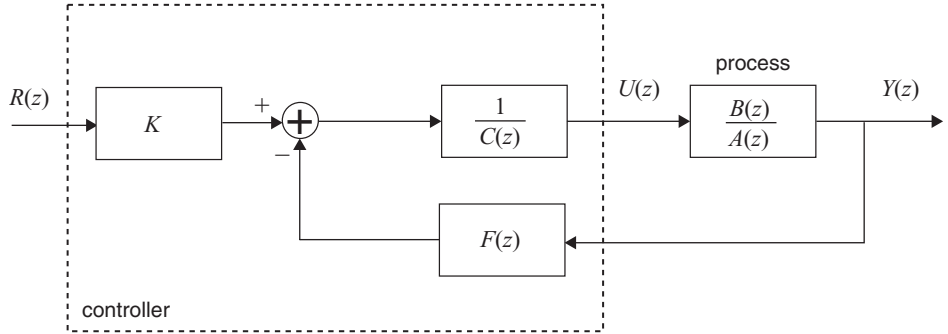 process
R(z)
K
+
−
1
C(z)
U(z)
B(z)
A(z)
Y(z)
F(z)
controller